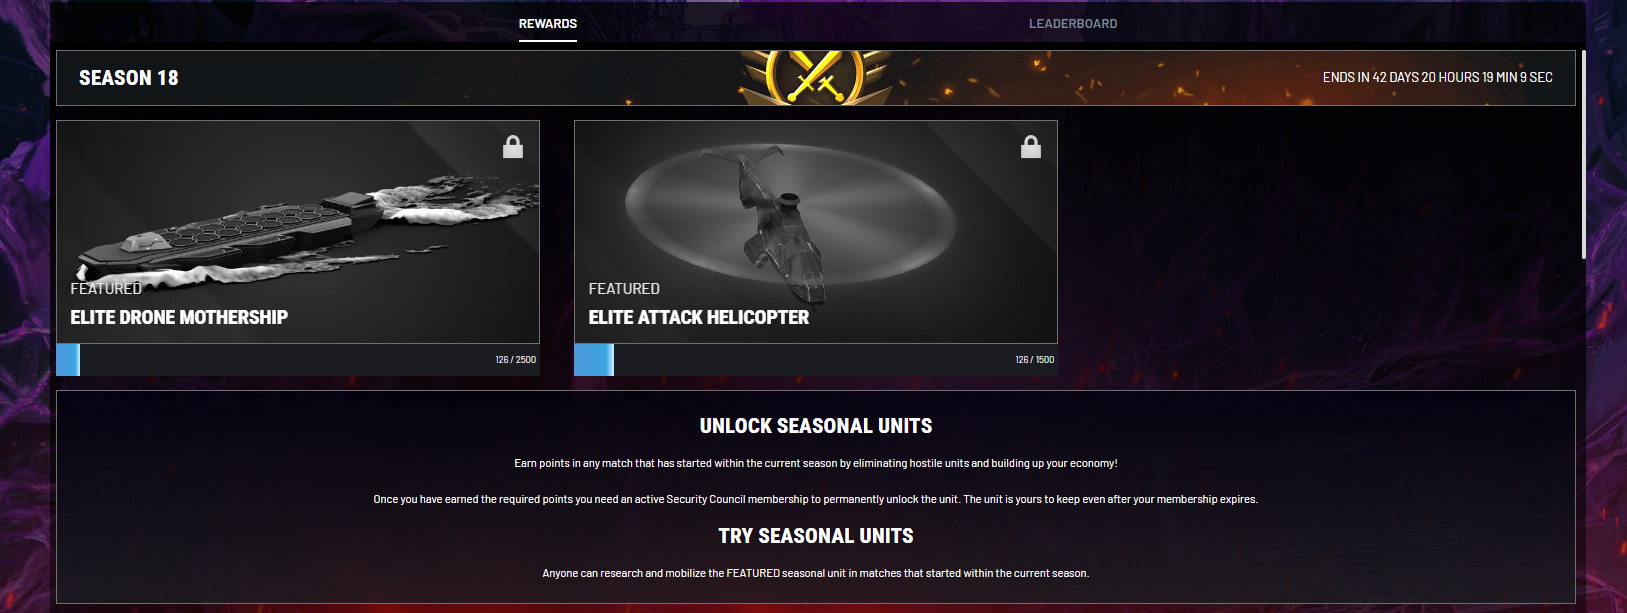 REWARDS
LEADERBOARD
SEASON 18
ENDS IN 42 DAYS 20 HOURS 19 MIN 9 SEC
FEATURED
ELITE DRONE MOTHERSHIP
126 / 2500
FEATURED
ELITE ATTACK HELICOPTER
126 / 1500
UNLOCK SEASONAL UNITS
Earn points in any match that has started within the current season by eliminating hostile units and building up your economy!
Once you have earned the required points you need an active Security Council membership to permanently unlock the unit. The unit is yours to keep even after your membership expires.
TRY SEASONAL UNITS
Anyone can research and mobilize the FEATURED seasonal unit in matches that started within the current season.